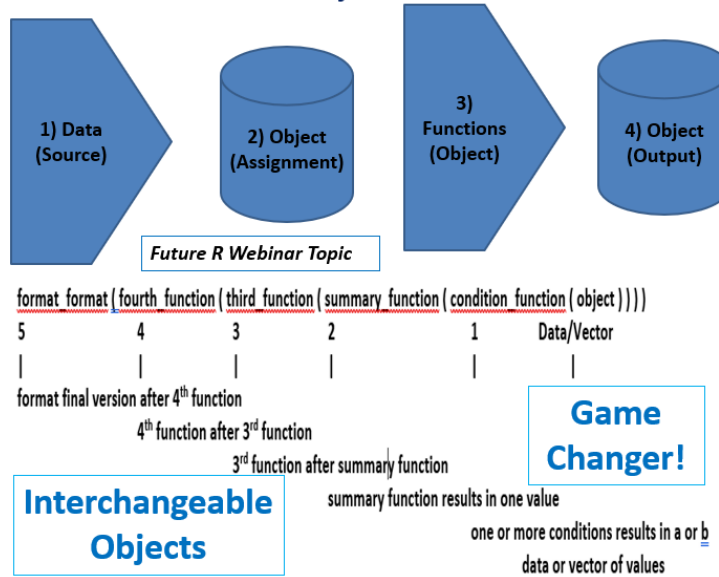 1) Data
(Source)
2) Object
(Assignment)
3)
Functions
(Object)
4) Object
(Output)
Future R Webinar Topic
format_format ( fourth_function ( third_function ( summary_function ( condition_function ( object ) ) ) )
5 4 3 2 1 Data/Vector
| | | | | |
format final version after 4th function
4th function after 3rd function
3rd function after summary function
summary function results in one value
one or more conditions results in a or b
data or vector of values
Game
Changer!
Interchangeable
Objects